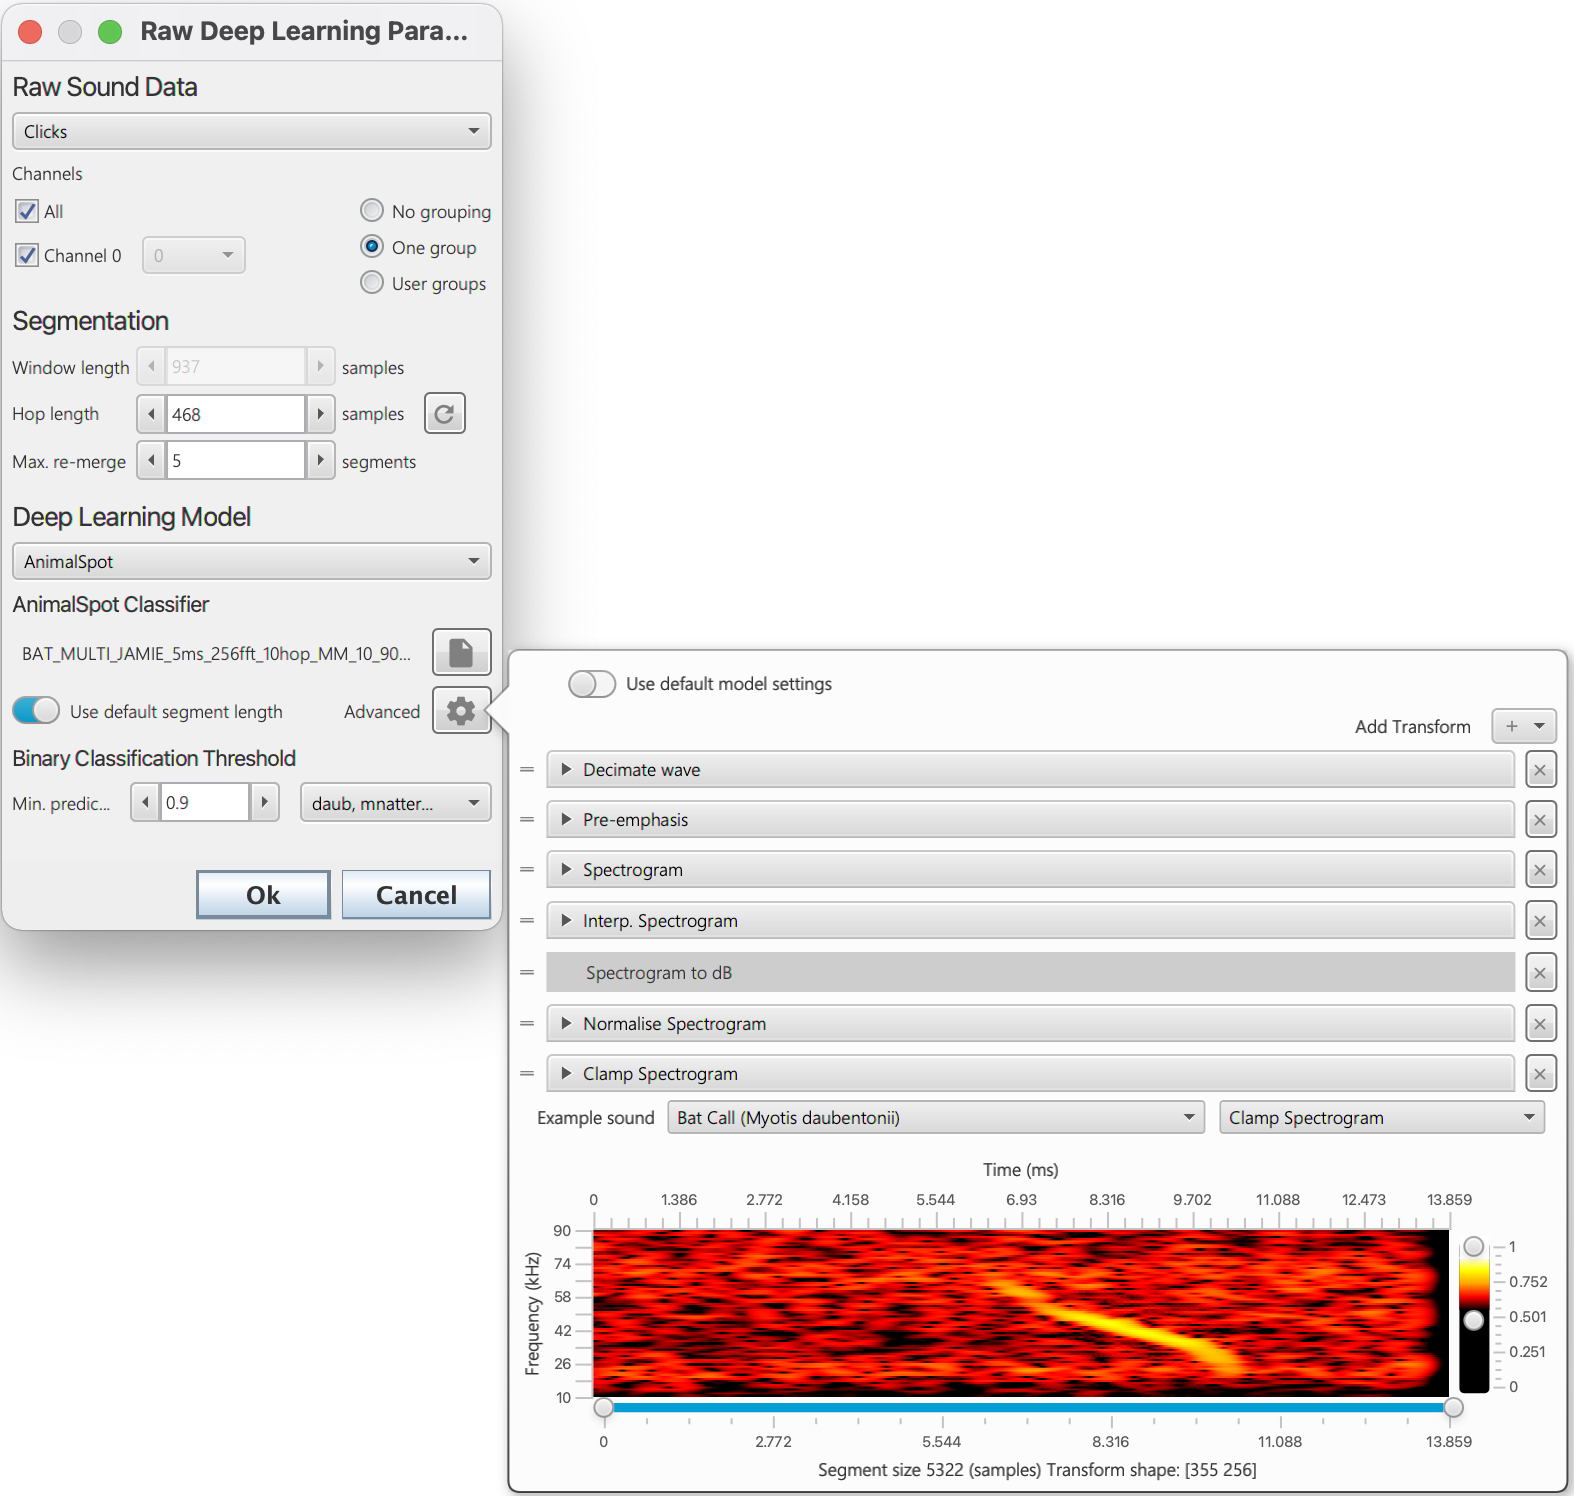 Raw Deep Learning Para...
Raw Sound Data
Clicks
Channels
All
No grouping
Channel 0
0
One group
User groups
Segmentation
Window length 937 samples
Hop length 468 samples
Max. re-merge 5 segments
Deep Learning Model
AnimalSpot
AnimalSpot Classifier
BAT_MULTI_JAMIE_5ms_256fft_10hop_MM_10_90...
Use default segment length Advanced
Binary Classification Threshold
Min. predic... 0.9 daub, mnatter...
Ok Cancel
Use default model settings
Add Transform +
Decimate wave
Pre-emphasis
Spectrogram
Interp. Spectrogram
Spectrogram to dB
Normalise Spectrogram
Clamp Spectrogram
Example sound Bat Call (Myotis daubentonii) Clamp Spectrogram
Time (ms)
0 1.386 2.772 4.158 5.544 6.93 8.316 9.702 11.088 12.473 13.859
Frequency (kHz)
90
74
58
42
26
10
1
0.752
0.501
0.251
0
0 2.772 5.544 8.316 11.088 13.859
Segment size 5322 (samples) Transform shape: [355 256]